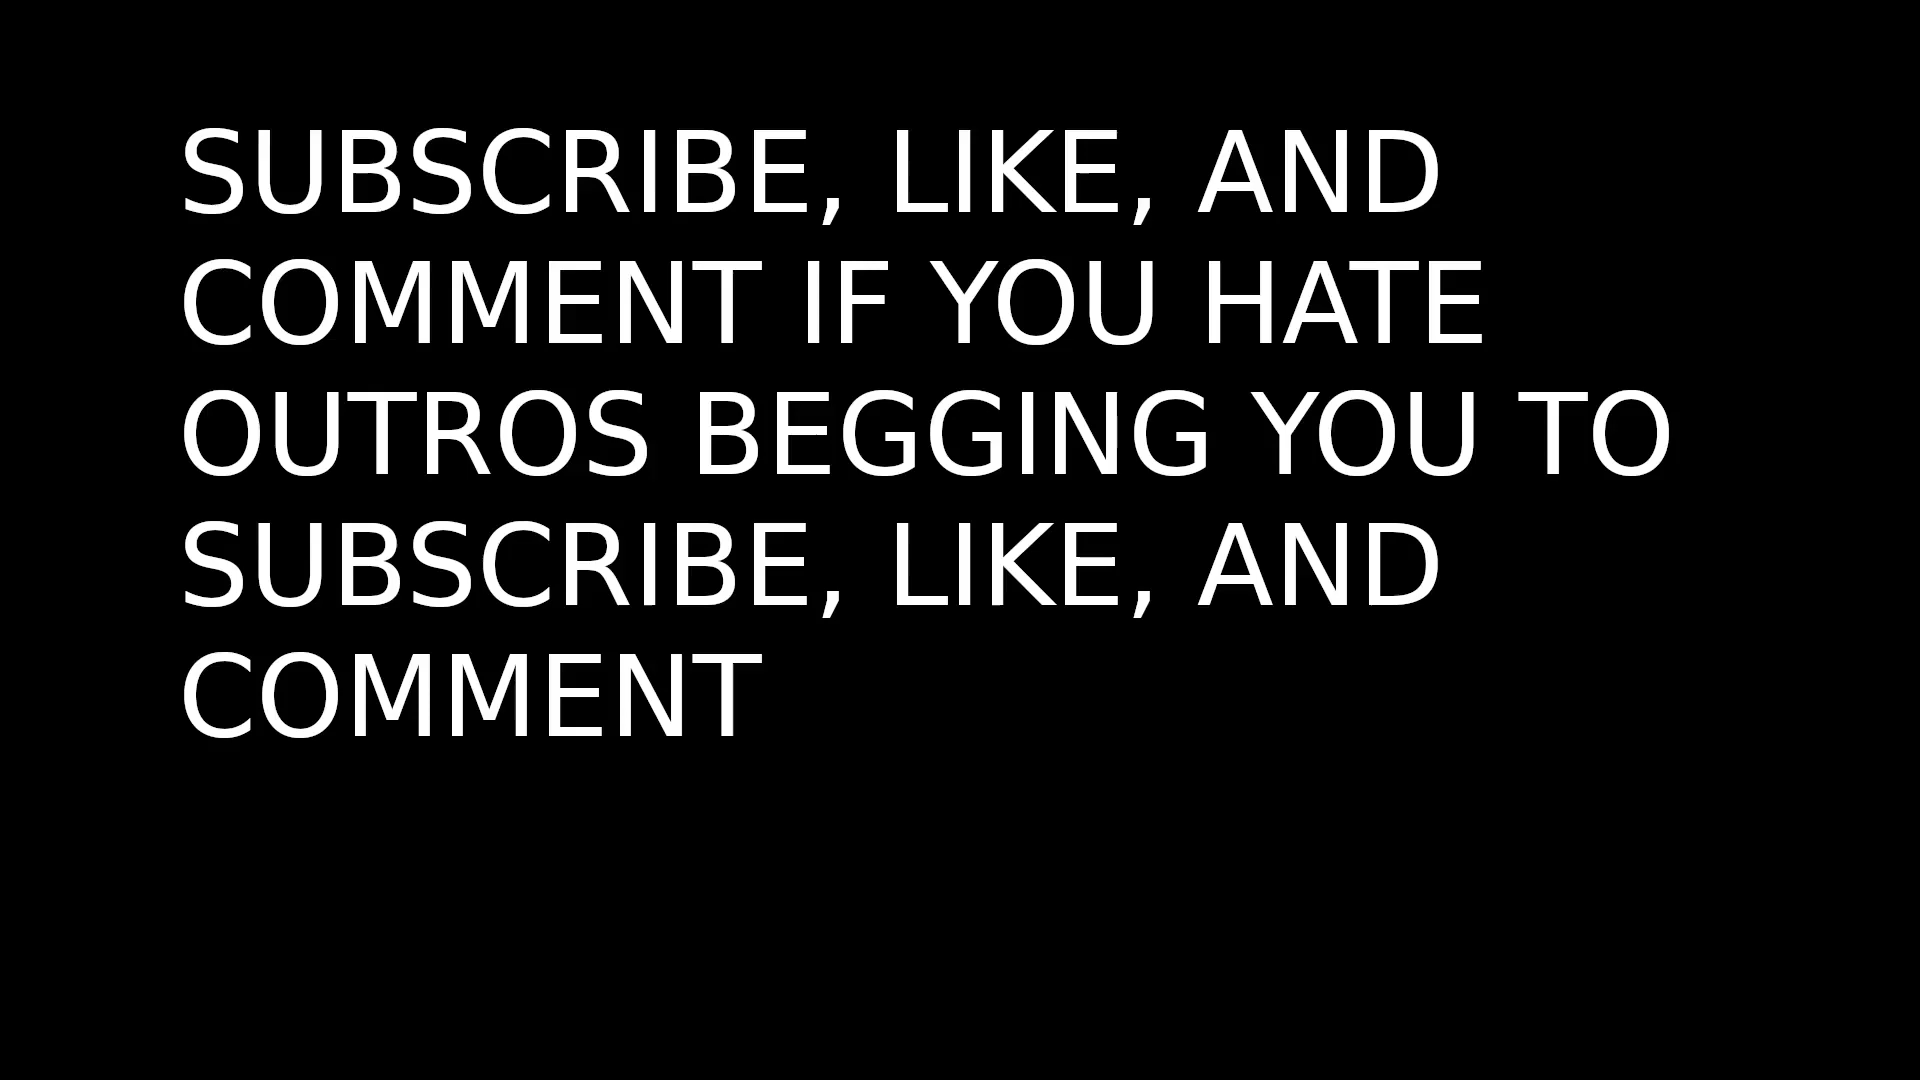 SUBSCRIBE, LIKE, AND
COMMENT IF YOU HATE
OUTROS BEGGING YOU TO
SUBSCRIBE, LIKE, AND
COMMENT